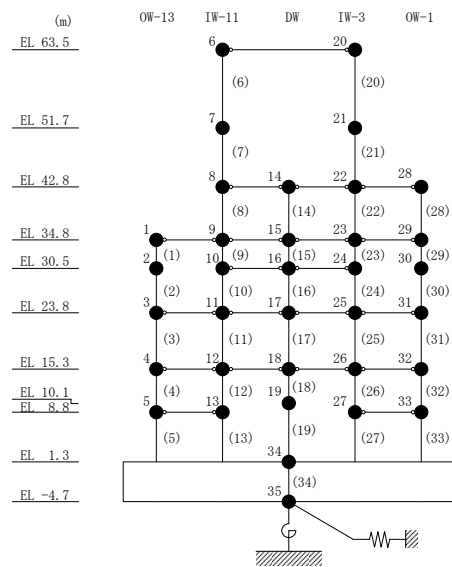 (m) OW-13 IW-11 DW IW-3 OW-1
EL 63.5 6 20
(6) (20)
EL 51.7 7 21
(7) (21)
EL 42.8 8 14 22 28
(8) (14) (22) (28)
EL 34.8 1 9 15 23 29
(1) (9) (15) (23) (29)
EL 30.5 2 10 16 24 30
(2) (10) (16) (24) (30)
EL 23.8 3 11 17 25 31
(3) (11) (17) (25) (31)
EL 15.3 4 12 18 26 32
(4) (12) (18) (26) (32)
EL 10.1 19
EL 8.8 5 13 27 33
(5) (13) (19) (27) (33)
EL 1.3 34
(34)
EL -4.7 35